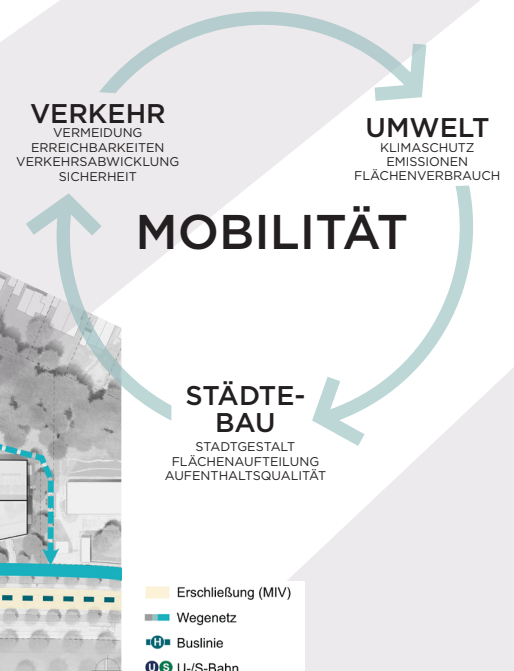 VERKEHR
VERMEIDUNG
ERREICHBARKEITEN
VERKEHRSABWICKLUNG
SICHERHEIT
UMWELT
KLIMASCHUTZ
EMISSIONEN
FLÄCHENVERBRAUCH
MOBILITÄT
STÄDTE-
BAU
STADTGESTALT
FLÄCHENAUFTEILUNG
AUFENTHALTSQUALITÄT
Erschließung (MIV)
Wegenetz
H Buslinie
U S U-/S-Bahn